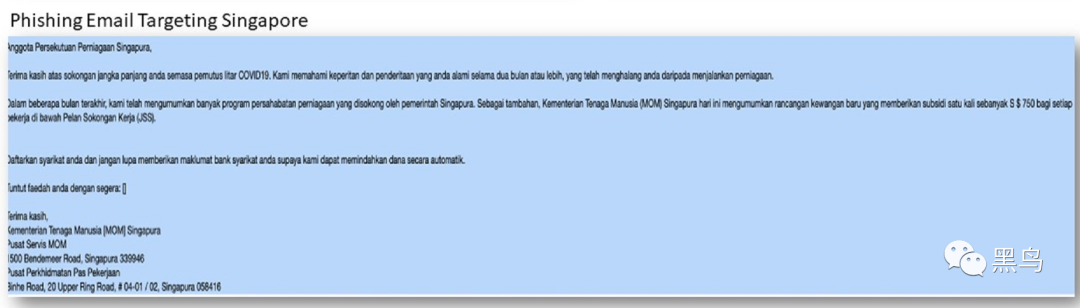 Phishing Email Targeting Singapore
Anggota Persekutuan Perniagaan Singapura,
Terima kasih atas sokongan jangka panjang anda semasa pemutus litar COVID19. Kami memahami keperitan dan penderitaan yang anda alami selama dua bulan atau lebih, yang telah menghalang anda daripada menjalankan perniagaan.
Dalam beberapa bulan terakhir, kami telah mengumumkan banyak program persahabatan perniagaan yang disokong oleh pemerintah Singapura. Sebagai tambahan, Kementerian Tenaga Manusia (MOM) Singapura hari ini mengumumkan rancangan kewangan baru yang memberikan subsidi satu kali sebanyak S $ 750 bagi setiap
pekerja di bawah Pelan Sokongan Kerja (JSS).
Daftarkan syarikat anda dan jangan lupa memberikan maklumat bank syarikat anda supaya kami dapat memindahkan dana secara automatik.
Tuntut faedah anda dengan segera: []
Terima kasih,
Kementerian Tenaga Manusia [MOM] Singapura
Pusat Servis MOM
1500 Bendemeer Road, Singapura 339946
Pusat Perkhidmatan Pas Pekerjaan
Binhe Road, 20 Upper Ring Road, # 04-01 / 02, Singapura 058416
黑鸟